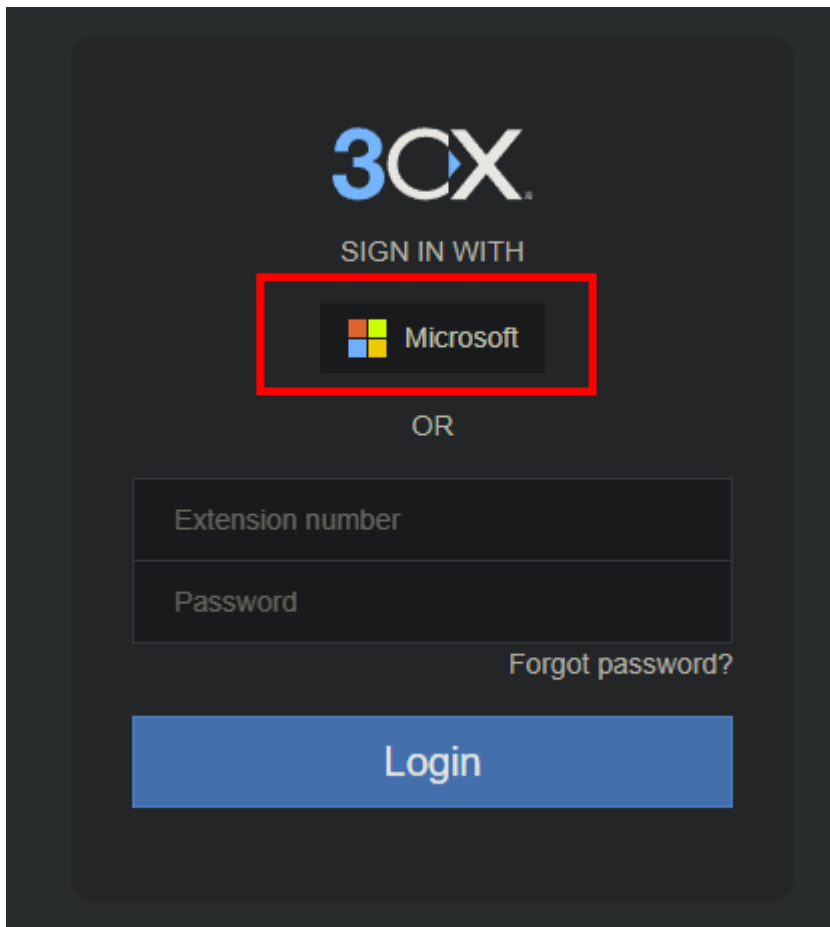 3CX
SIGN IN WITH
Microsoft
OR
Extension number
Password
Forgot password?
Login